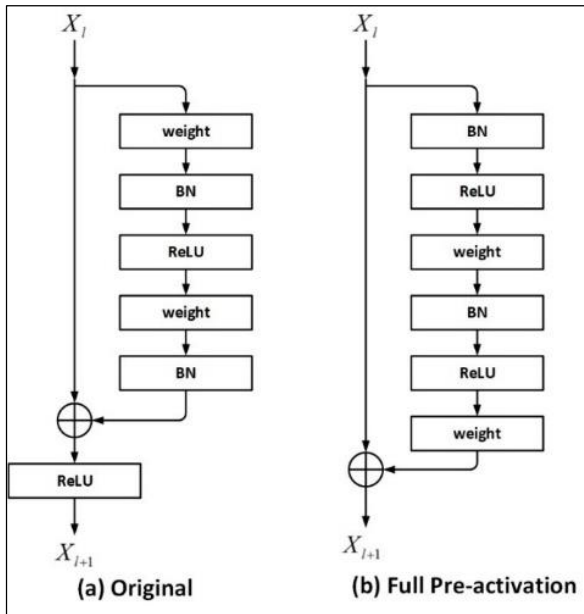 X_l
weight
BN
ReLU
weight
BN
ReLU
X_{l+1}
(a) Original
X_l
BN
ReLU
weight
BN
ReLU
weight
X_{l+1}
(b) Full Pre-activation